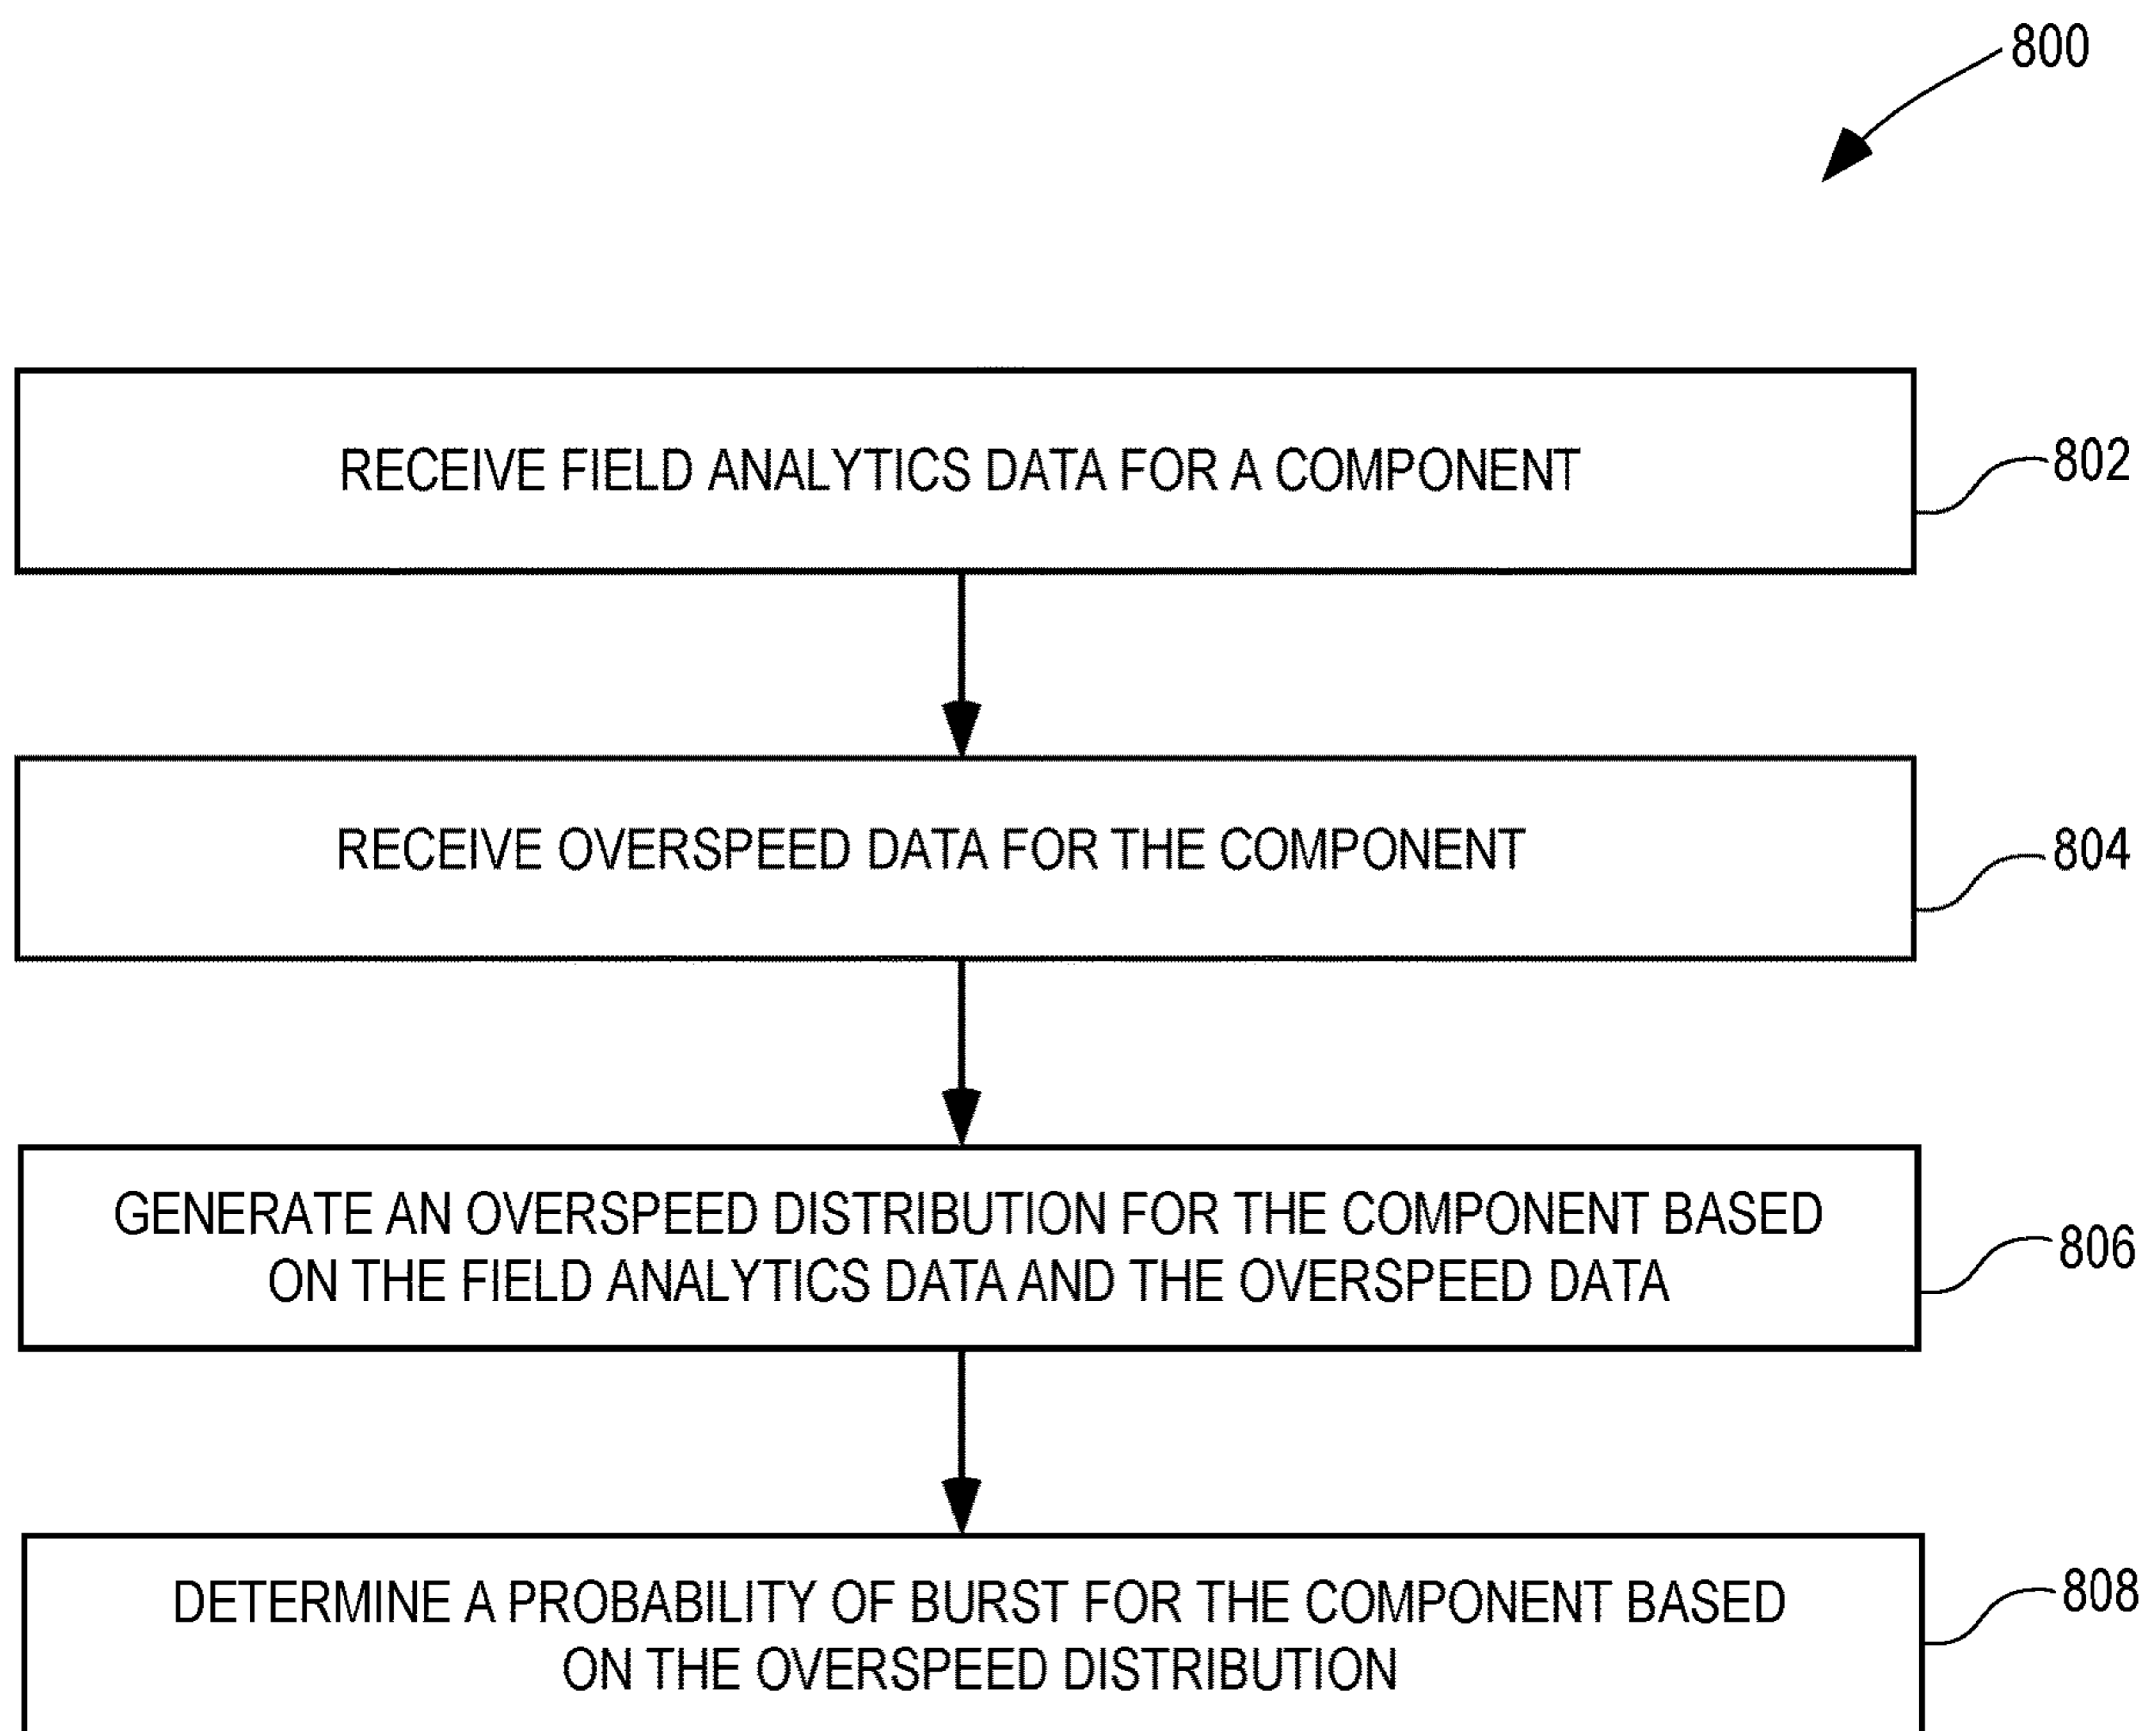 800
RECEIVE FIELD ANALYTICS DATA FOR A COMPONENT
802
RECEIVE OVERSPEED DATA FOR THE COMPONENT
804
GENERATE AN OVERSPEED DISTRIBUTION FOR THE COMPONENT BASED
ON THE FIELD ANALYTICS DATA AND THE OVERSPEED DATA
806
DETERMINE A PROBABILITY OF BURST FOR THE COMPONENT BASED
ON THE OVERSPEED DISTRIBUTION
808